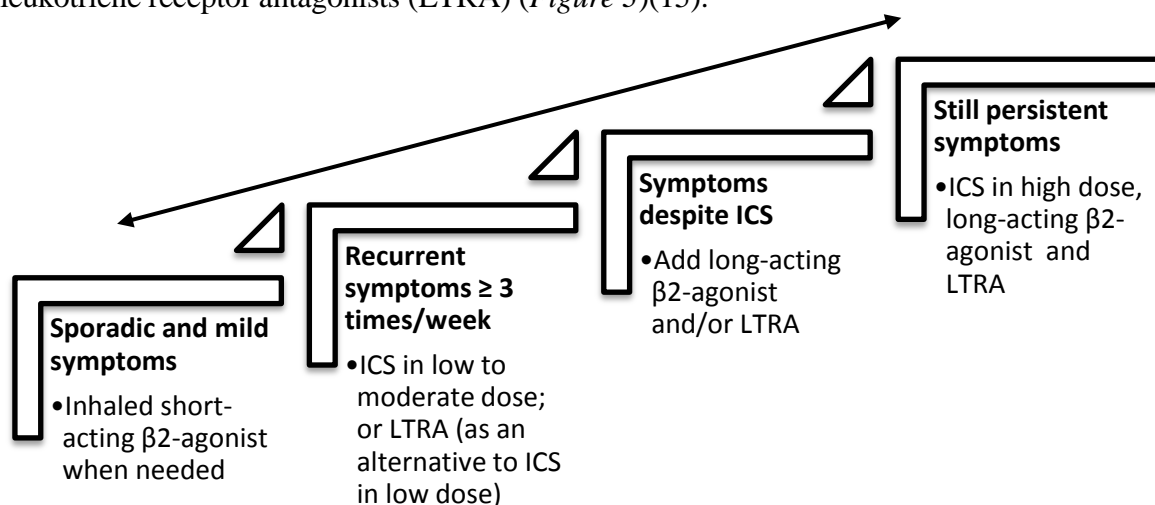 leukotriene receptor antagonists (LTRA) (Figure 3)(15).
Sporadic and mild
symptoms
•Inhaled short-
acting β2-agonist
when needed
Recurrent
symptoms ≥ 3
times/week
•ICS in low to
moderate dose;
or LTRA (as an
alternative to ICS
in low dose)
Symptoms
despite ICS
•Add long-acting
β2-agonist
and/or LTRA
Still persistent
symptoms
•ICS in high dose,
long-acting β2-
agonist and
LTRA